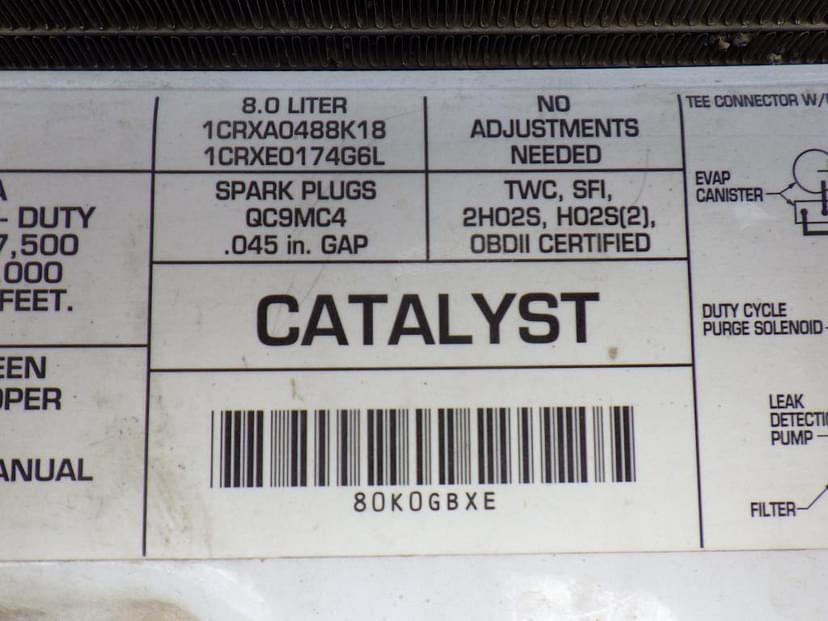 8.0 LITER
1CRXA0488K18
1CRXE0174G6L
NO
ADJUSTMENTS
NEEDED
SPARK PLUGS
QC9MC4
.045 in. GAP
TWC, SFI,
2HO2S, HO2S(2),
OBDII CERTIFIED
CATALYST
80K0GBXE
A
- DUTY
7,500
,000
FEET.
EEN
OPER
ANUAL
TEE CONNECTOR W/
EVAP
CANISTER
DUTY CYCLE
PURGE SOLENOID
LEAK
DETECTIO
PUMP
FILTER